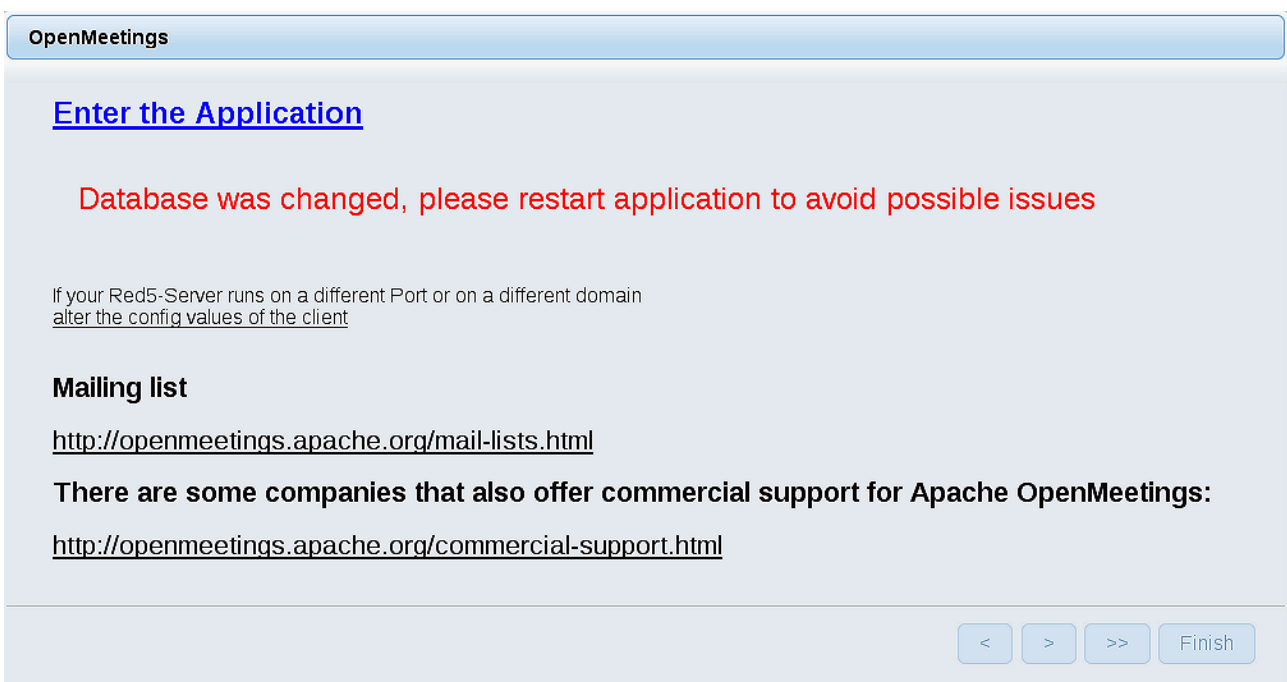 OpenMeetings
Enter the Application
Database was changed, please restart application to avoid possible issues
If your Red5-Server runs on a different Port or on a different domain
alter the config values of the client
Mailing list
http://openmeetings.apache.org/mail-lists.html
There are some companies that also offer commercial support for Apache OpenMeetings:
http://openmeetings.apache.org/commercial-support.html
< > >> Finish